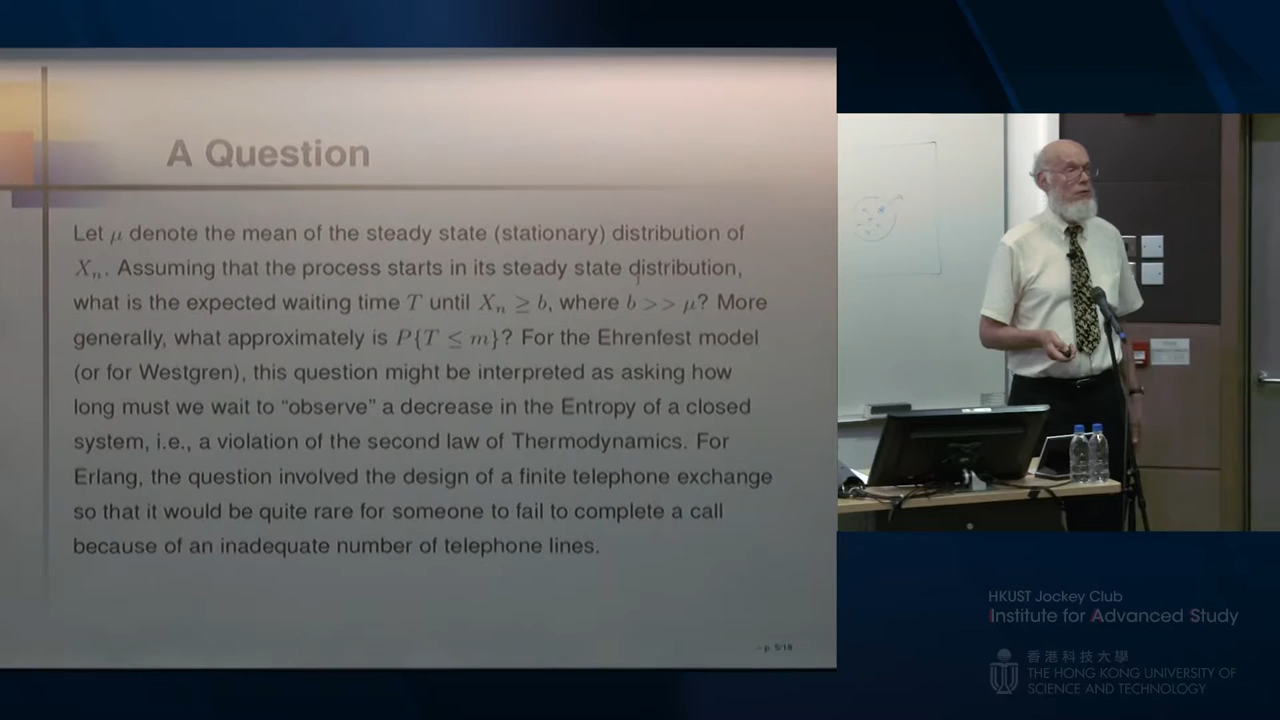 A Question
Let μ denote the mean of the steady state (stationary) distribution of
Xₙ. Assuming that the process starts in its steady state distribution,
what is the expected waiting time T until Xₙ ≥ b, where b >> μ? More
generally, what approximately is P{T ≤ m}? For the Ehrenfest model
(or for Westgren), this question might be interpreted as asking how
long must we wait to “observe” a decrease in the Entropy of a closed
system, i.e., a violation of the second law of Thermodynamics. For
Erlang, the question involved the design of a finite telephone exchange
so that it would be quite rare for someone to fail to complete a call
because of an inadequate number of telephone lines.
– p. 5/18
HKUST Jockey Club
Institute for Advanced Study
香港科技大學
THE HONG KONG UNIVERSITY OF
SCIENCE AND TECHNOLOGY